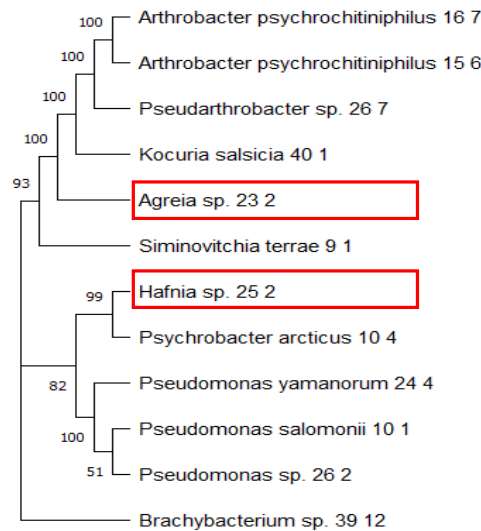 100
Arthrobacter psychrochitiniphilus 16 7
100
Arthrobacter psychrochitiniphilus 15 6
100
Pseudarthrobacter sp. 26 7
100
Kocuria salsicia 40 1
93
Agreia sp. 23 2
Siminovitchia terrae 9 1
99
Hafnia sp. 25 2
Psychrobacter arcticus 10 4
82
Pseudomonas yamanorum 24 4
100
Pseudomonas salomonii 10 1
51
Pseudomonas sp. 26 2
Brachybacterium sp. 39 12